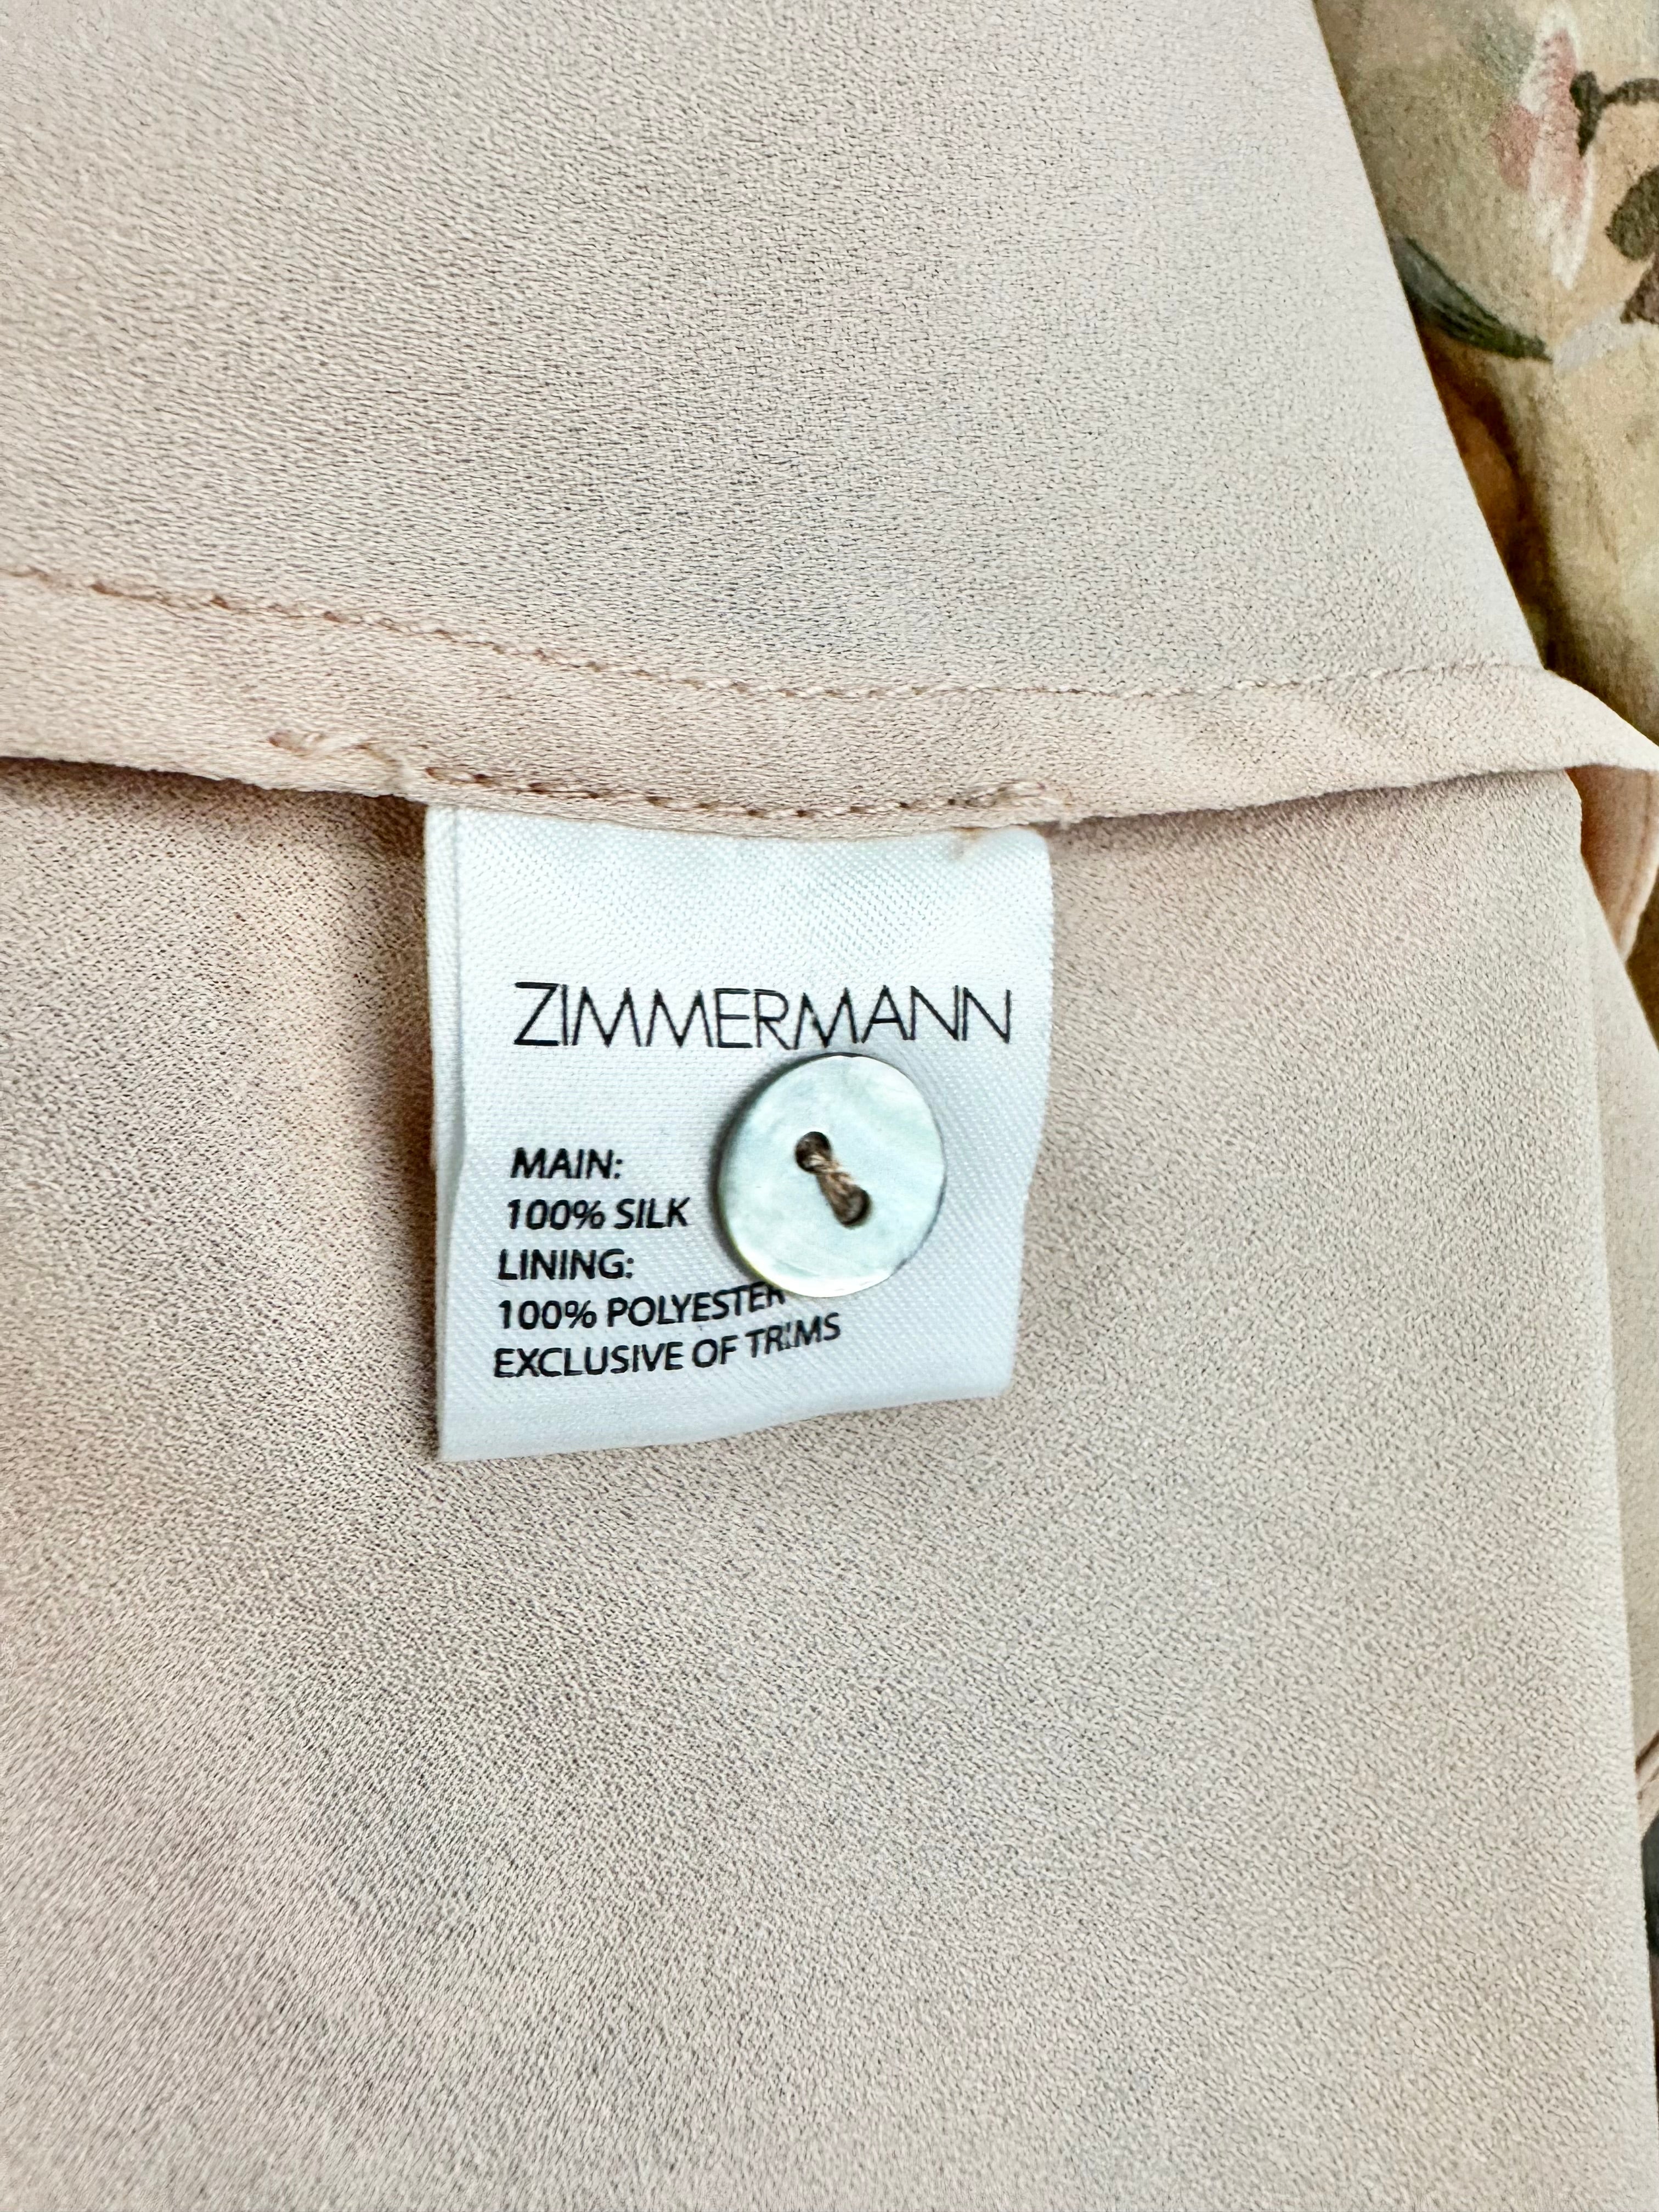 ZIMMERMANN
MAIN:
100% SILK
LINING:
100% POLYESTER
EXCLUSIVE OF TRIMS